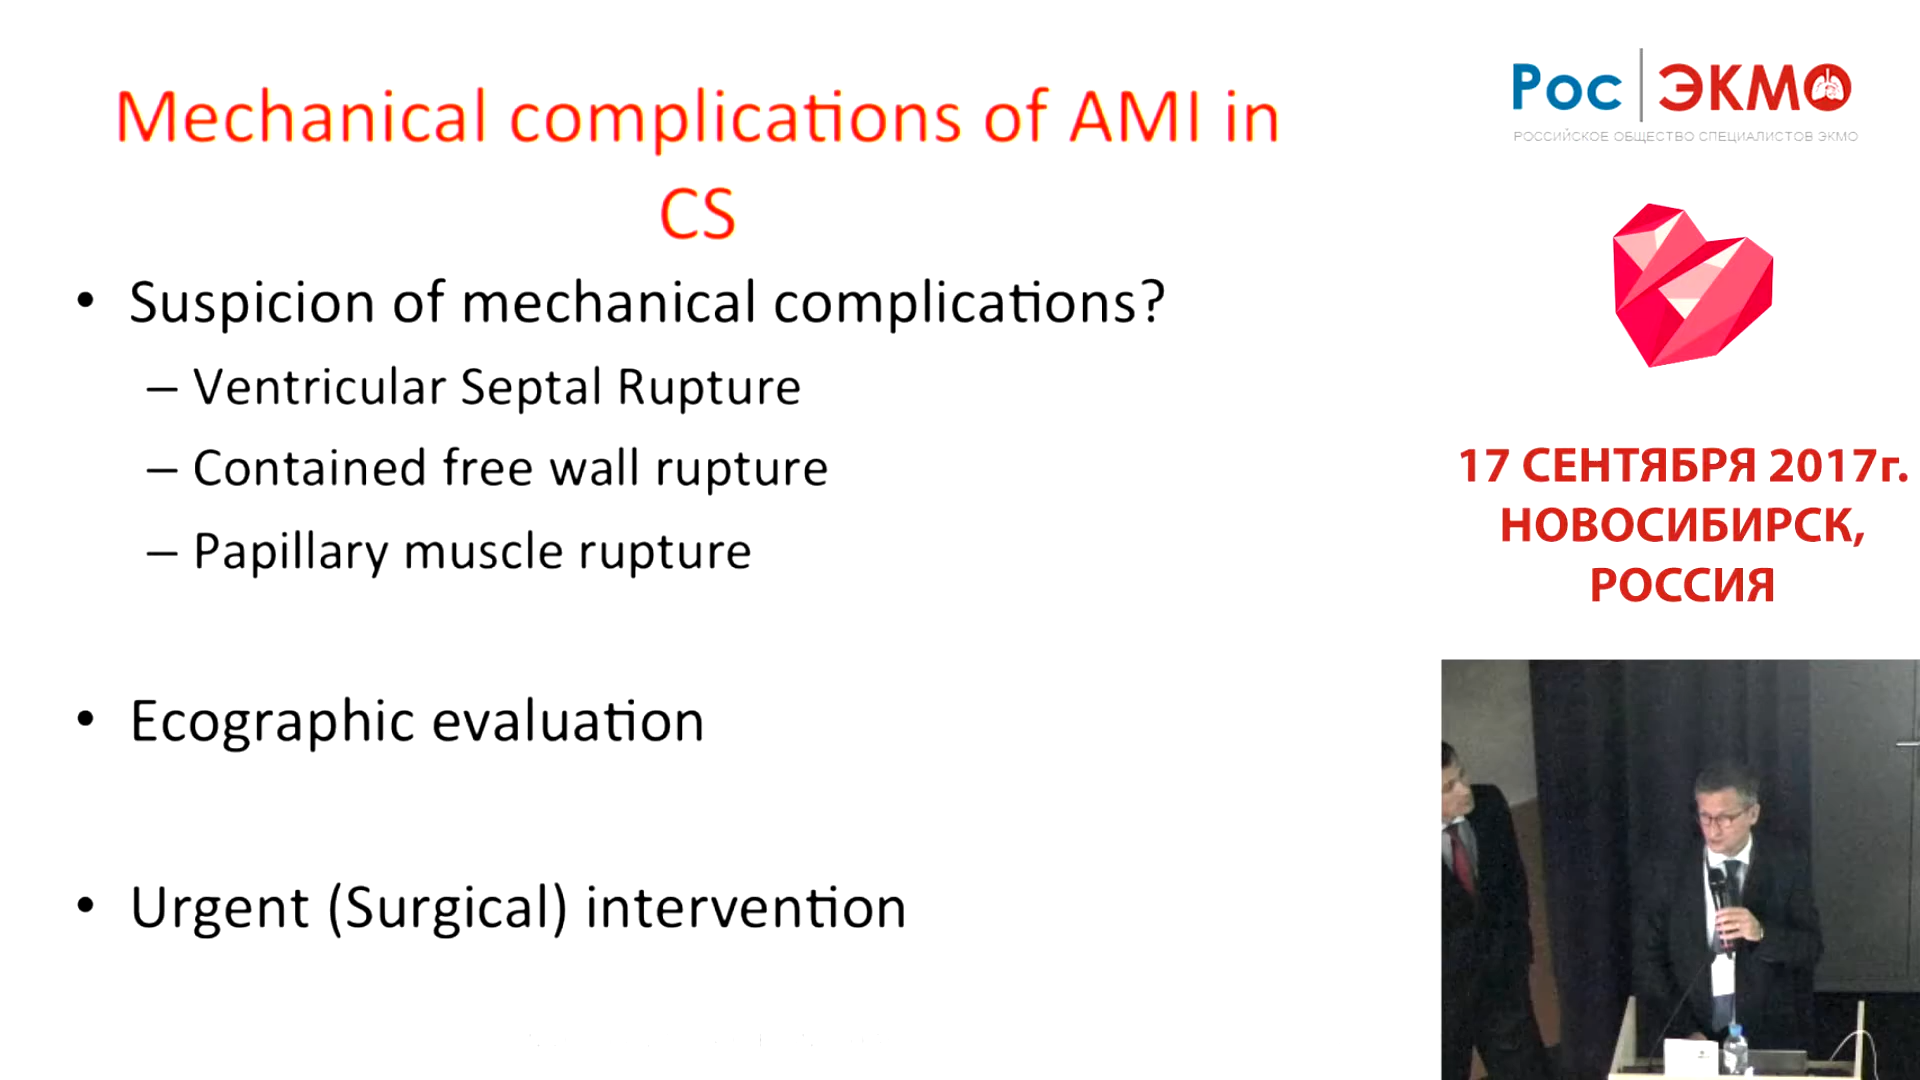 Mechanical complications of AMI in
CS
• Suspicion of mechanical complications?
– Ventricular Septal Rupture
– Contained free wall rupture
– Papillary muscle rupture
• Ecographic evaluation
• Urgent (Surgical) intervention
Рос ЭКМО
РОССИЙСКОЕ ОБЩЕСТВО СПЕЦИАЛИСТОВ ЭКМО
17 СЕНТЯБРЯ 2017г.
НОВОСИБИРСК,
РОССИЯ